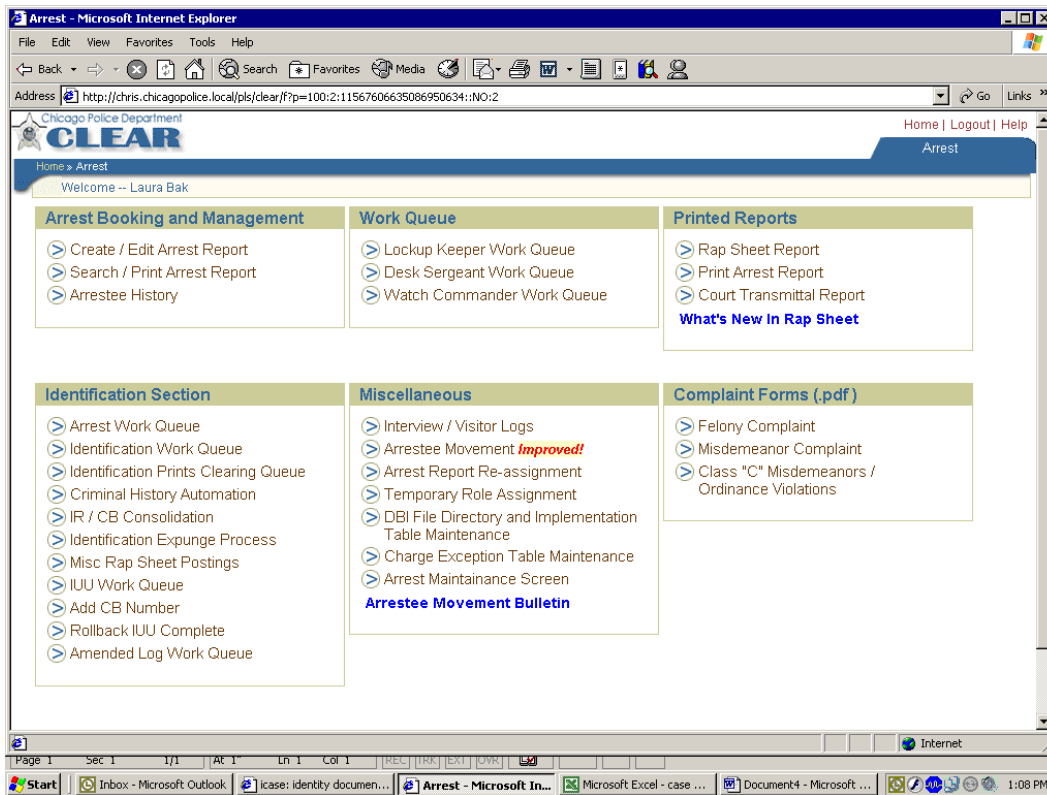 Arrest - Microsoft Internet Explorer
File Edit View Favorites Tools Help
Back Search Favorites Media
Address http://chris.chicagopolice.local/pls/clear/f?p=100:2:11567606635086950634::NO:2 Go Links »
Chicago Police Department
CLEAR
Home | Logout | Help
Arrest
Home » Arrest
Welcome -- Laura Bak
Arrest Booking and Management
Create / Edit Arrest Report
Search / Print Arrest Report
Arrestee History
Work Queue
Lockup Keeper Work Queue
Desk Sergeant Work Queue
Watch Commander Work Queue
Printed Reports
Rap Sheet Report
Print Arrest Report
Court Transmittal Report
What's New In Rap Sheet
Identification Section
Arrest Work Queue
Identification Work Queue
Identification Prints Clearing Queue
Criminal History Automation
IR / CB Consolidation
Identification Expunge Process
Misc Rap Sheet Postings
IUU Work Queue
Add CB Number
Rollback IUU Complete
Amended Log Work Queue
Miscellaneous
Interview / Visitor Logs
Arrestee Movement Improved!
Arrest Report Re-assignment
Temporary Role Assignment
DBI File Directory and Implementation
Table Maintenance
Charge Exception Table Maintenance
Arrest Maintainance Screen
Arrestee Movement Bulletin
Complaint Forms (.pdf )
Felony Complaint
Misdemeanor Complaint
Class "C" Misdemeanors /
Ordinance Violations
Internet
Page 1 Sec 1 1/1 At 1" Ln 1 Col 1 REC TRK EXT OVR
Start Inbox - Microsoft Outlook icase: identity documen... Arrest - Microsoft In... Microsoft Excel - case ... Document4 - Microsoft ... 1:08 PM